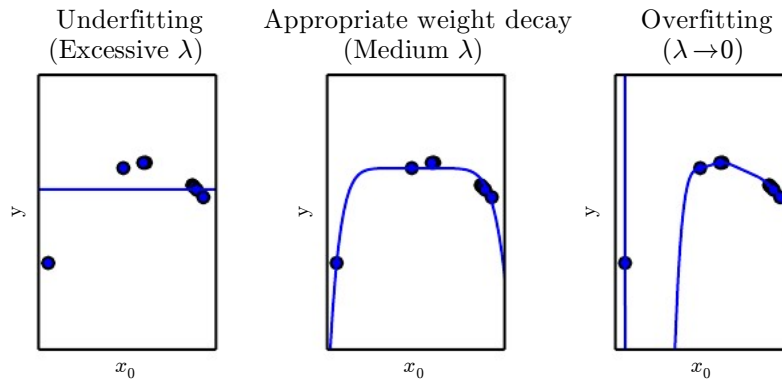 Underfitting
(Excessive λ)
Appropriate weight decay
(Medium λ)
Overfitting
(λ→0)
y
x₀
y
x₀
y
x₀